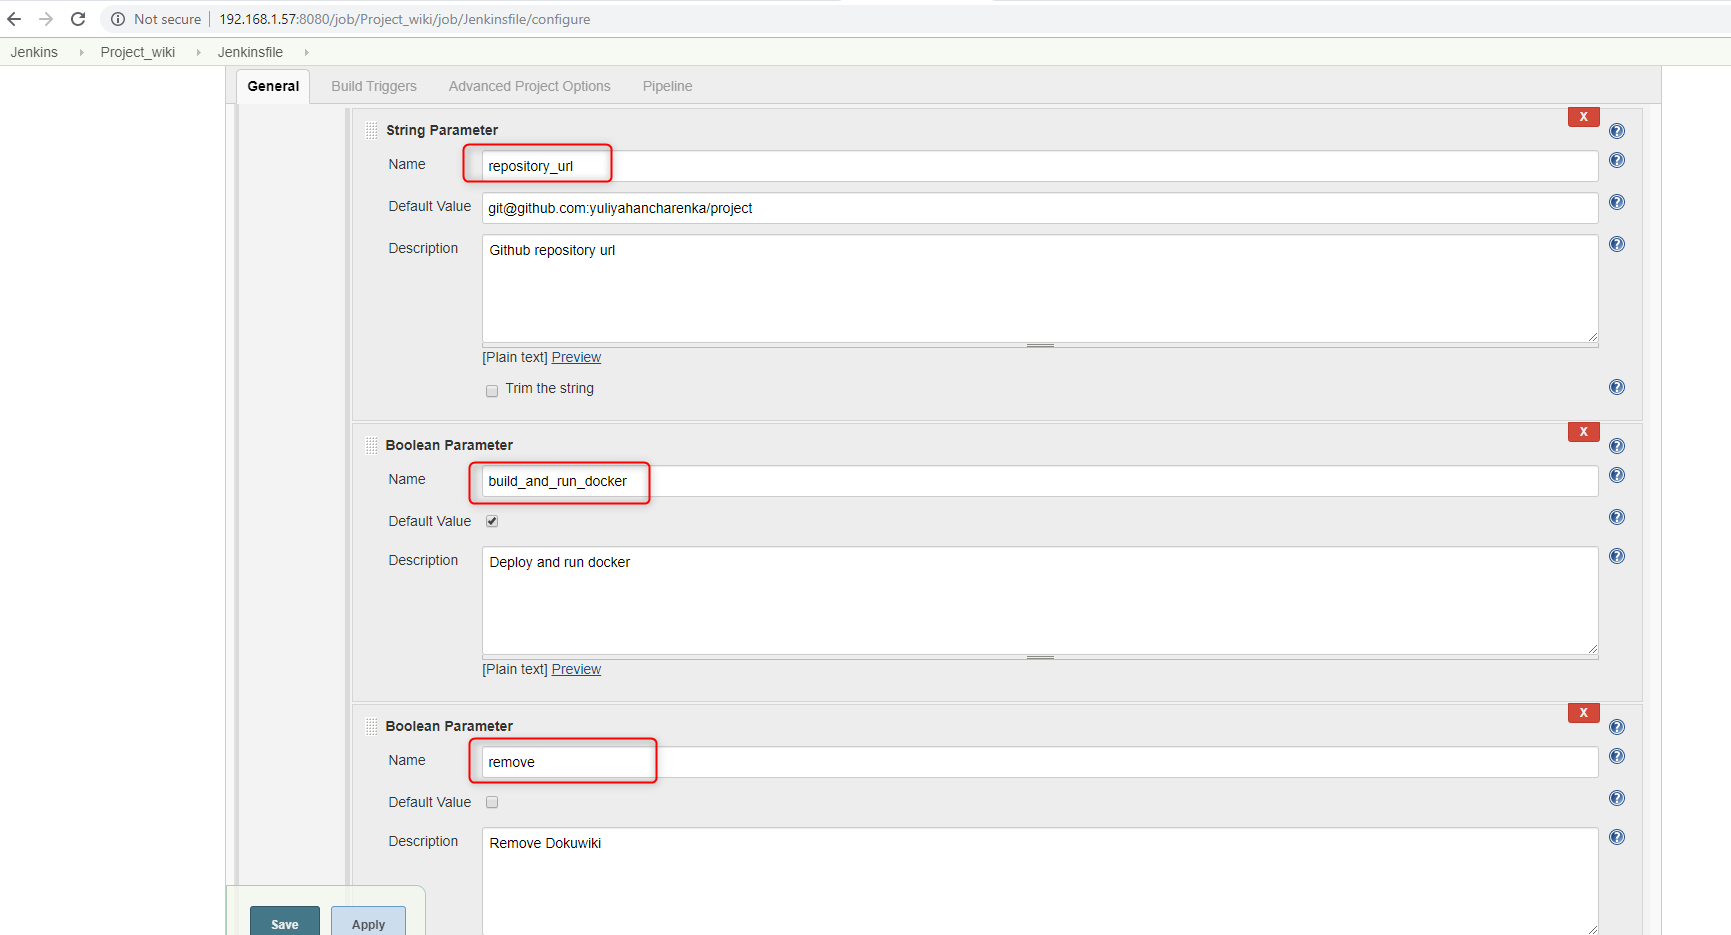 Not secure 192.168.1.57:8080/job/Project_wiki/job/Jenkinsfile/configure
Jenkins Project_wiki Jenkinsfile
General Build Triggers Advanced Project Options Pipeline
String Parameter X ?
Name repository_url ?
Default Value git@github.com:yuliyahancharenka/project ?
Description Github repository url ?
[Plain text] Preview
Trim the string ?
Boolean Parameter X ?
Name build_and_run_docker ?
Default Value ?
Description Deploy and run docker ?
[Plain text] Preview
Boolean Parameter X ?
Name remove ?
Default Value ?
Description Remove Dokuwiki ?
Save Apply